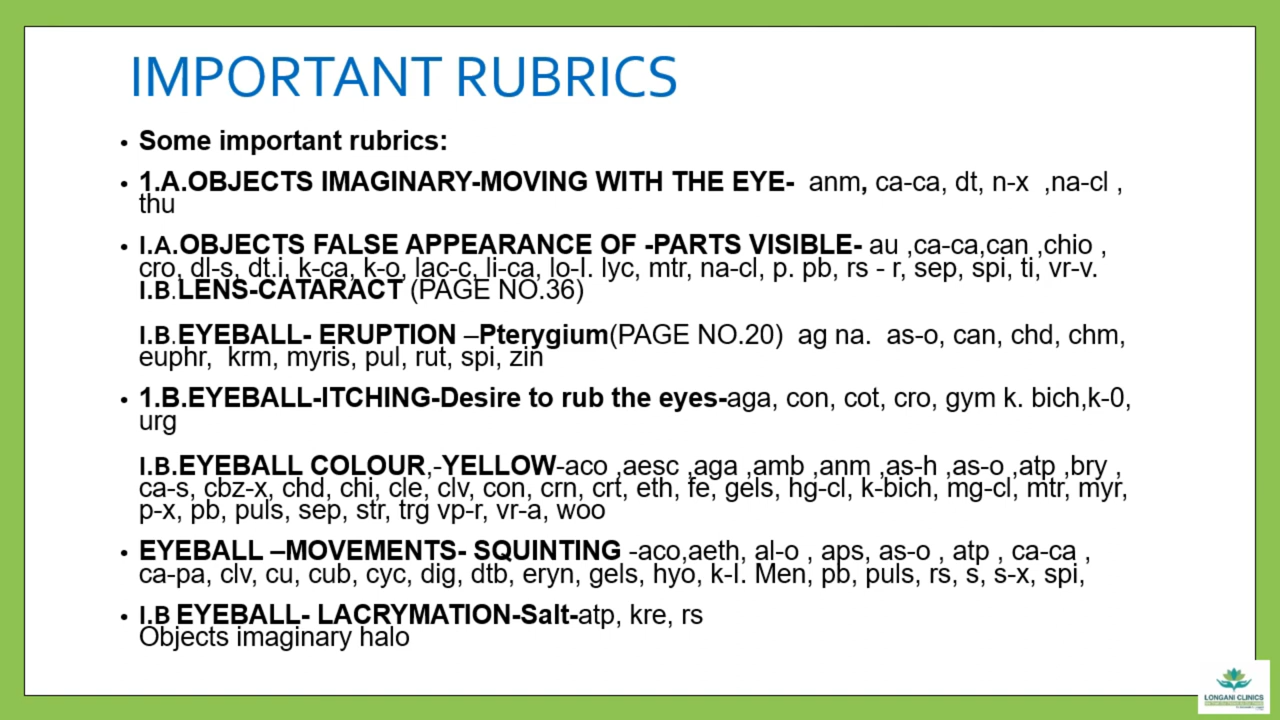 IMPORTANT RUBRICS
• Some important rubrics:
• 1.A.OBJECTS IMAGINARY-MOVING WITH THE EYE- anm, ca-ca, dt, n-x ,na-cl ,
thu
• I.A.OBJECTS FALSE APPEARANCE OF -PARTS VISIBLE- au ,ca-ca,can ,chio ,
cro, dl-s, dt.i, k-ca, k-o, lac-c, li-ca, lo-I. lyc, mtr, na-cl, p. pb, rs - r, sep, spi, ti, vr-v.
I.B.LENS-CATARACT (PAGE NO.36)
I.B.EYEBALL- ERUPTION –Pterygium(PAGE NO.20) ag na. as-o, can, chd, chm,
euphr, krm, myris, pul, rut, spi, zin
• 1.B.EYEBALL-ITCHING-Desire to rub the eyes-aga, con, cot, cro, gym k. bich,k-0,
urg
I.B.EYEBALL COLOUR,-YELLOW-aco ,aesc ,aga ,amb ,anm ,as-h ,as-o ,atp ,bry ,
ca-s, cbz-x, chd, chi, cle, clv, con, crn, crt, eth, fe, gels, hg-cl, k-bich, mg-cl, mtr, myr,
p-x, pb, puls, sep, str, trg vp-r, vr-a, woo
• EYEBALL –MOVEMENTS- SQUINTING -aco,aeth, al-o , aps, as-o , atp , ca-ca ,
ca-pa, clv, cu, cub, cyc, dig, dtb, eryn, gels, hyo, k-I. Men, pb, puls, rs, s, s-x, spi,
• I.B EYEBALL- LACRYMATION-Salt-atp, kre, rs
Objects imaginary halo
LONGANI CLINICS